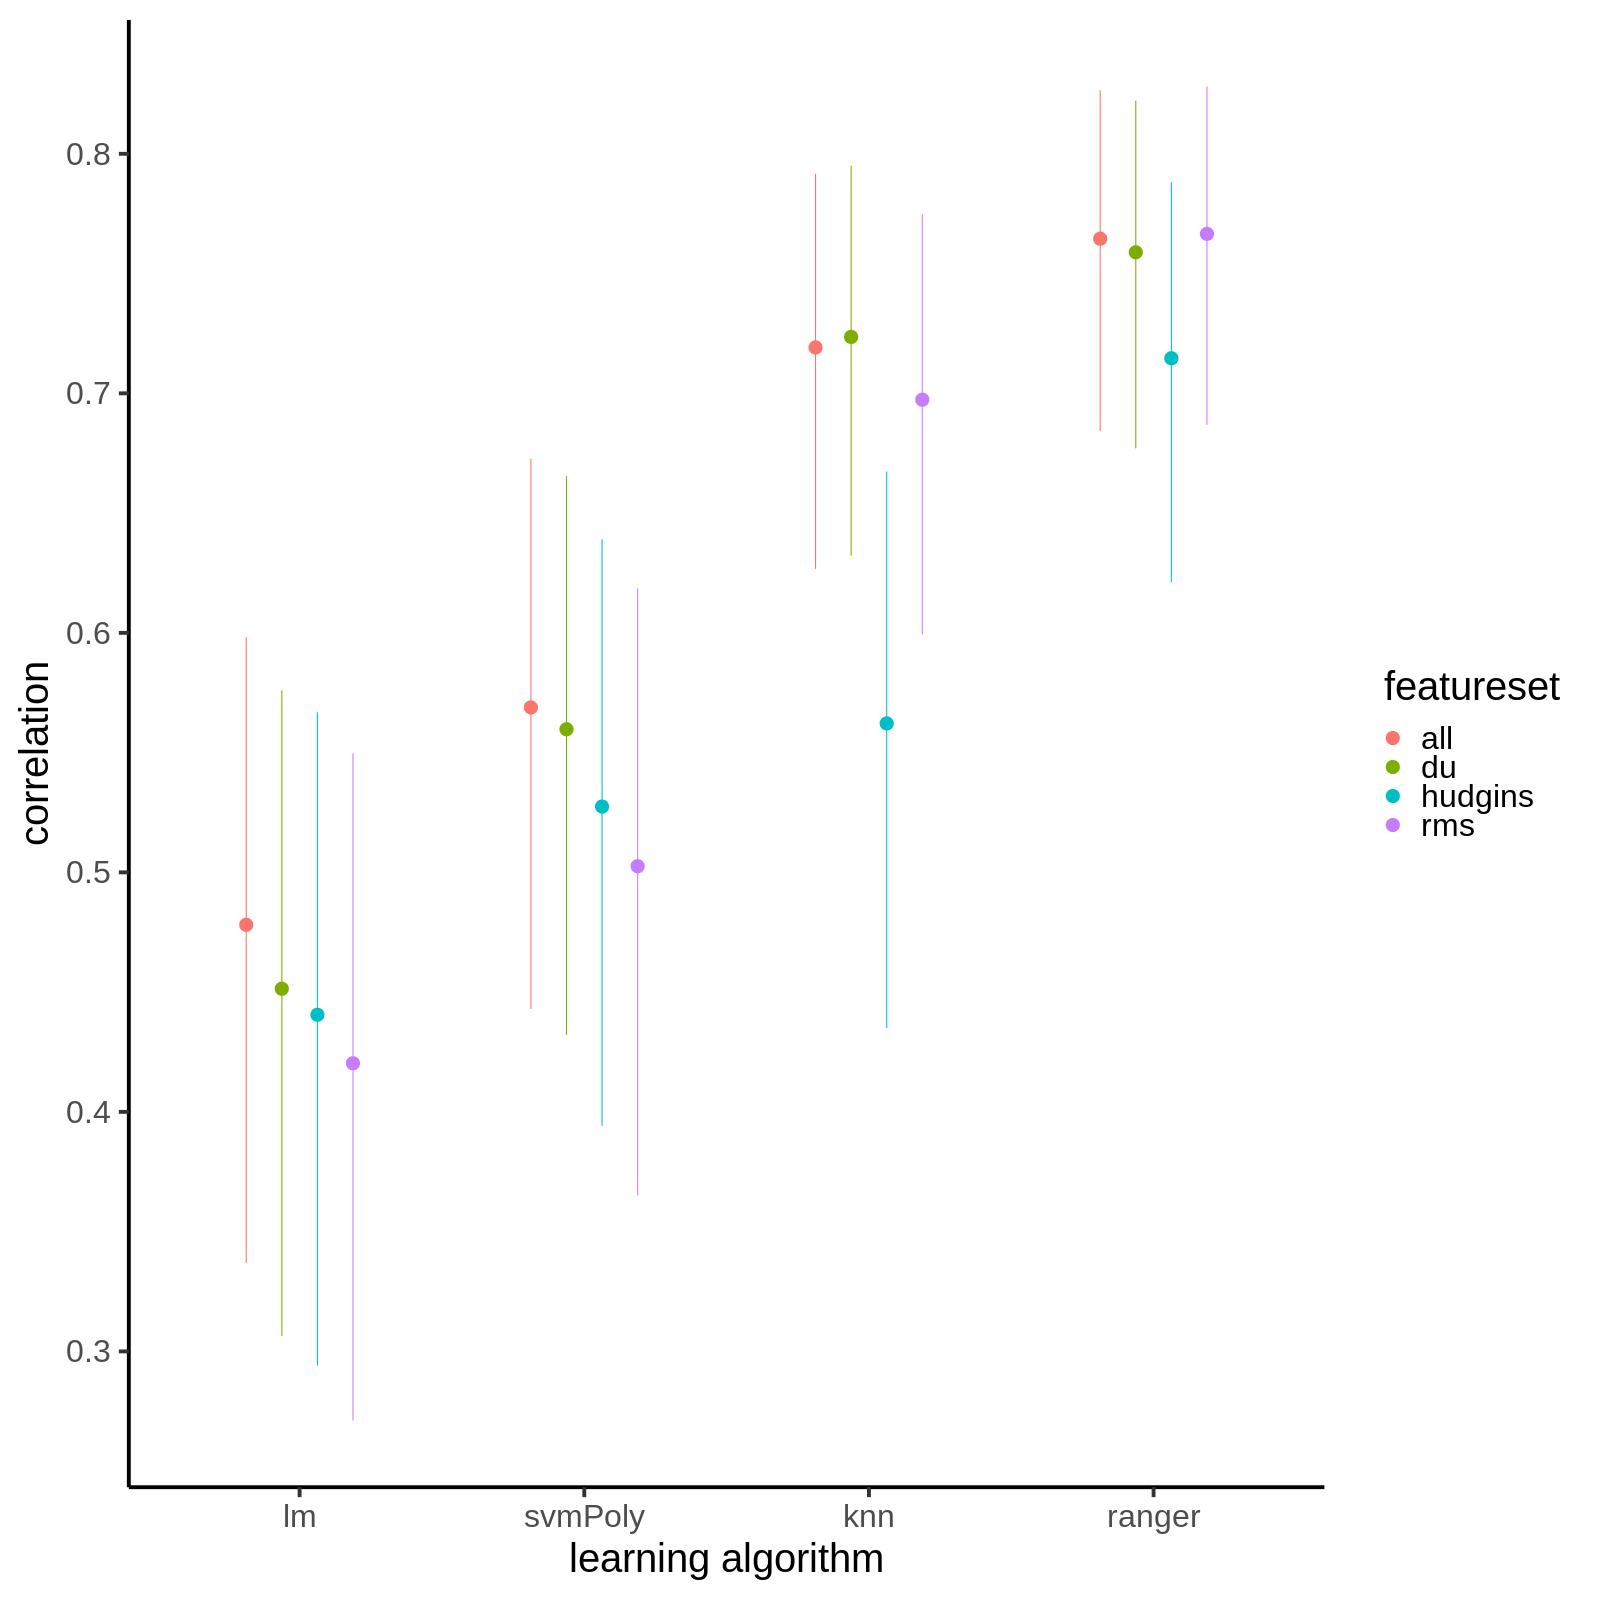 correlation
0.8
0.7
0.6
0.5
0.4
0.3
lm svmPoly knn ranger
learning algorithm
featureset
all
du
hudgins
rms